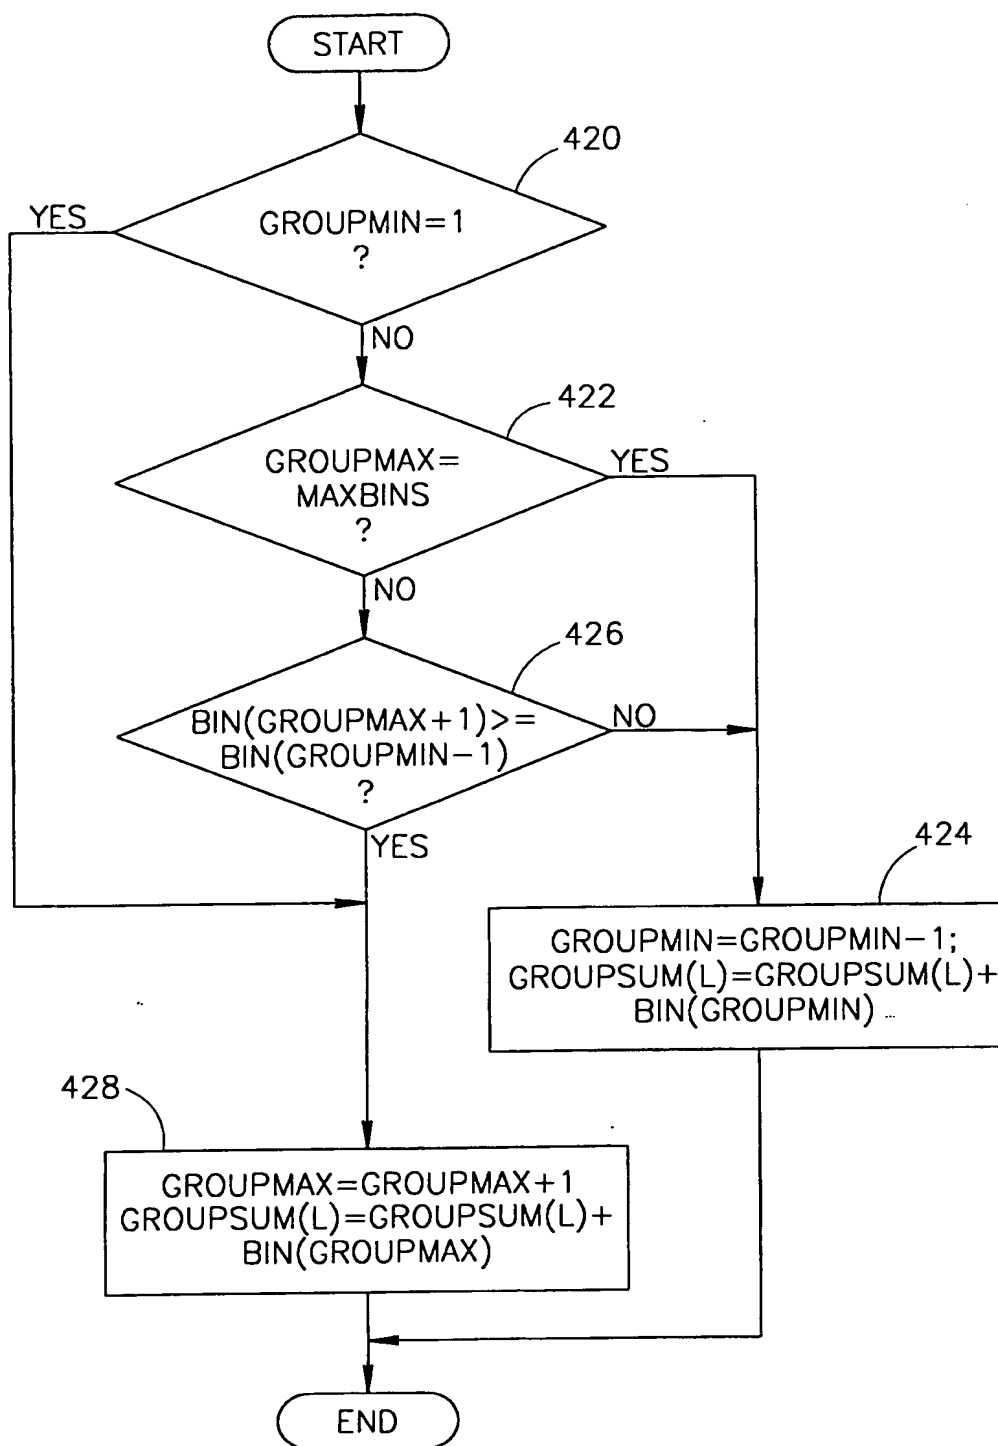 START
420
YES
GROUPMIN=1
?
NO
422
GROUPMAX=
MAXBINS
?
YES
NO
426
BIN(GROUPMAX+1)>=
BIN(GROUPMIN-1)
?
NO
YES
424
GROUPMIN=GROUPMIN-1;
GROUPSUM(L)=GROUPSUM(L)+
BIN(GROUPMIN)
428
GROUPMAX=GROUPMAX+1
GROUPSUM(L)=GROUPSUM(L)+
BIN(GROUPMAX)
END